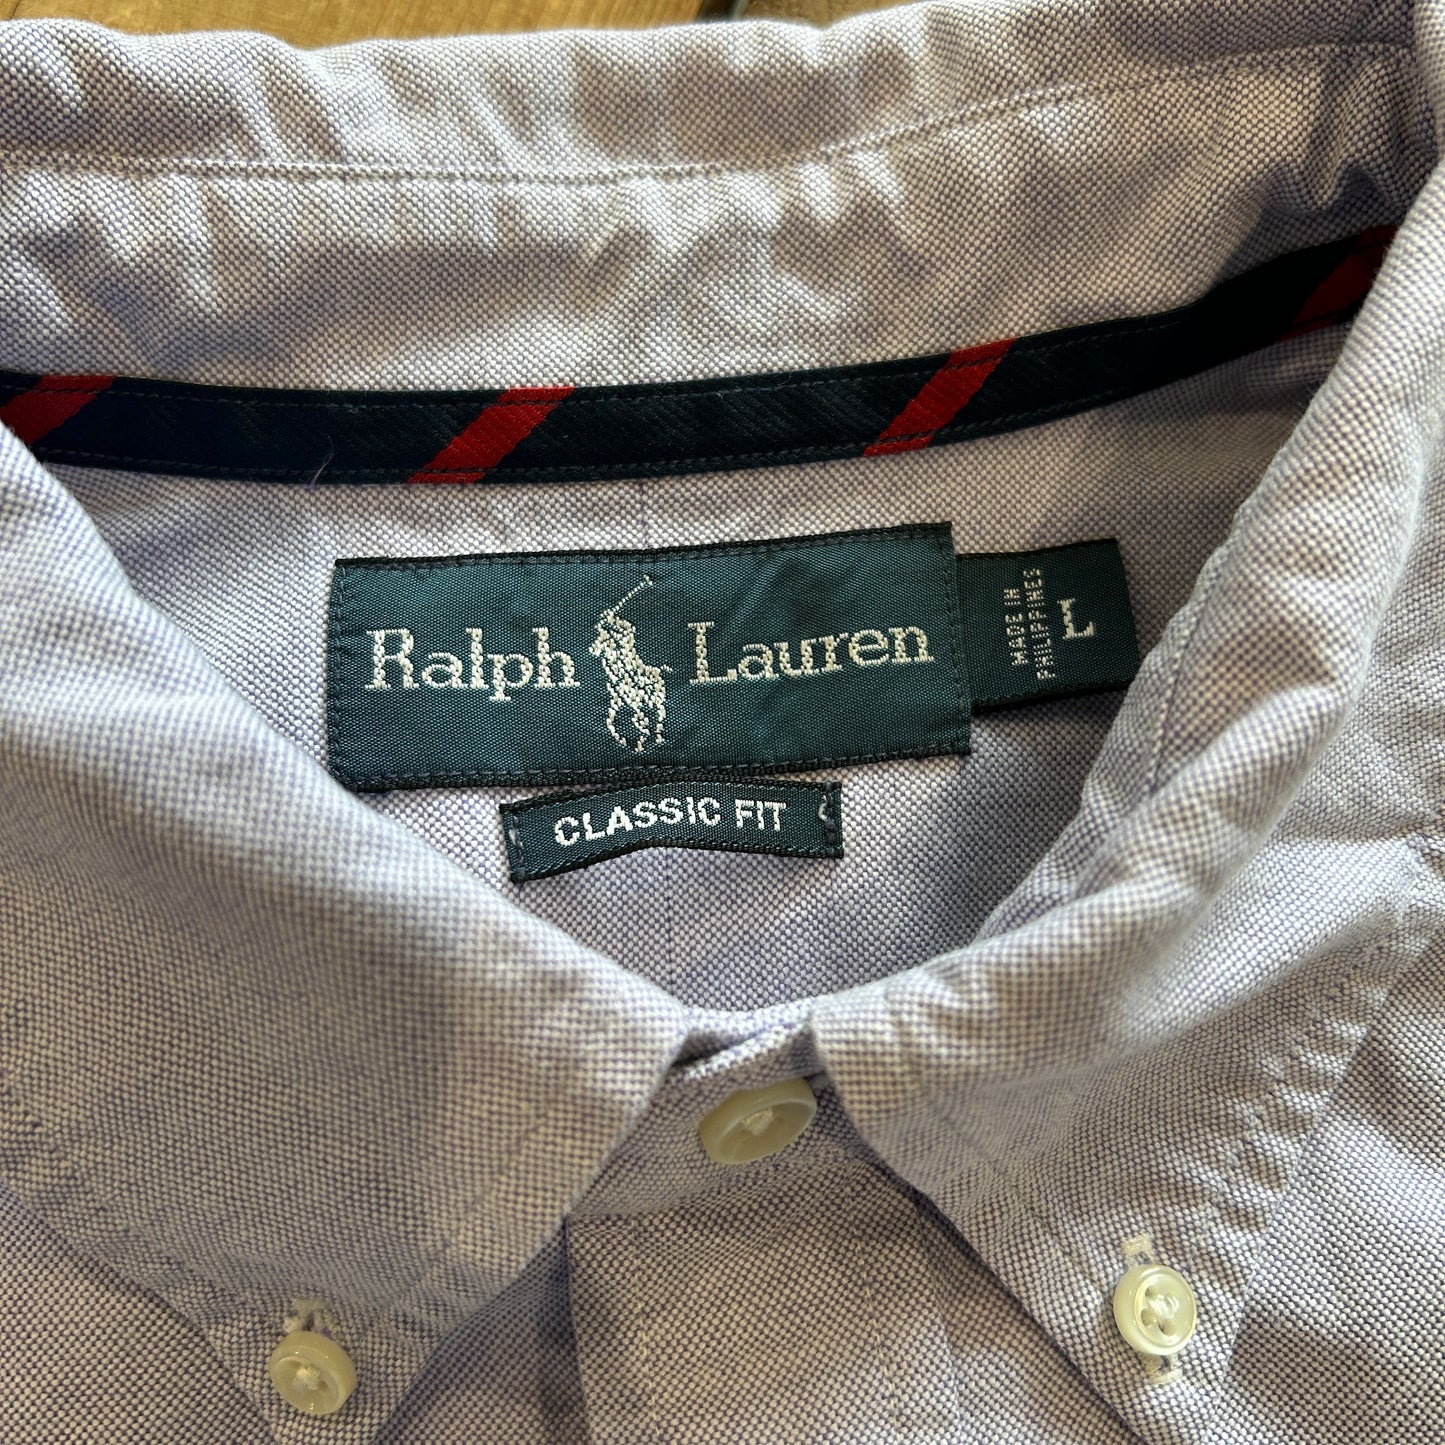 Ralph Lauren
MADE IN
PHILIPPINES
L
CLASSIC FIT